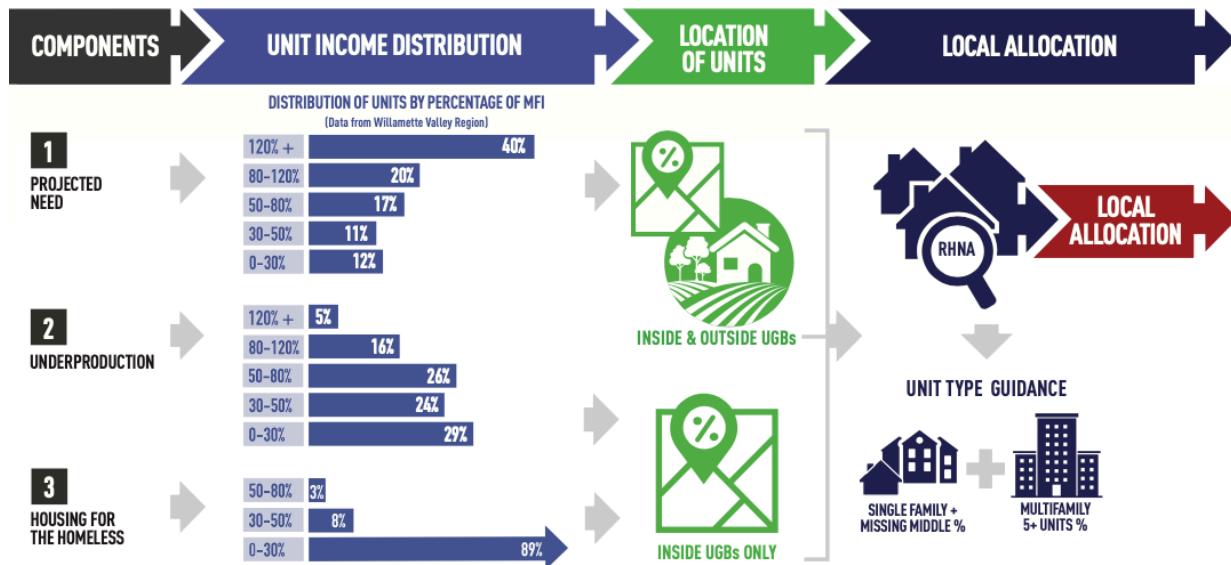 COMPONENTS
UNIT INCOME DISTRIBUTION
LOCATION
OF UNITS
LOCAL ALLOCATION
DISTRIBUTION OF UNITS BY PERCENTAGE OF MFI
(Data from Willamette Valley Region)
1
PROJECTED
NEED
120% + 40%
80-120% 20%
50-80% 17%
30-50% 11%
0-30% 12%
2
UNDERPRODUCTION
120% + 5%
80-120% 16%
50-80% 26%
30-50% 24%
0-30% 29%
3
HOUSING FOR
THE HOMELESS
50-80% 3%
30-50% 8%
0-30% 89%
%
INSIDE & OUTSIDE UGBs
%
INSIDE UGBs ONLY
RHNA
LOCAL
ALLOCATION
UNIT TYPE GUIDANCE
SINGLE FAMILY +
MISSING MIDDLE %
MULTIFAMILY
5+ UNITS %